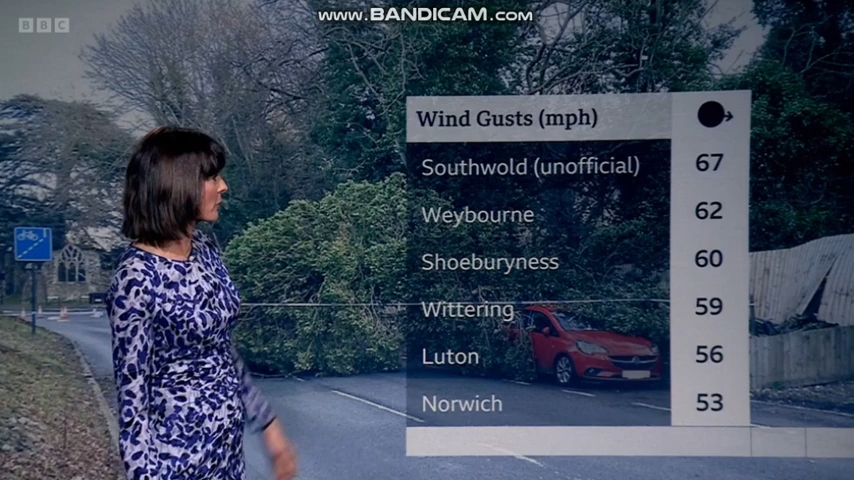 BBC
www.BANDICAM.com
Wind Gusts (mph)
Southwold (unofficial) 67
Weybourne 62
Shoeburyness 60
Wittering 59
Luton 56
Norwich 53